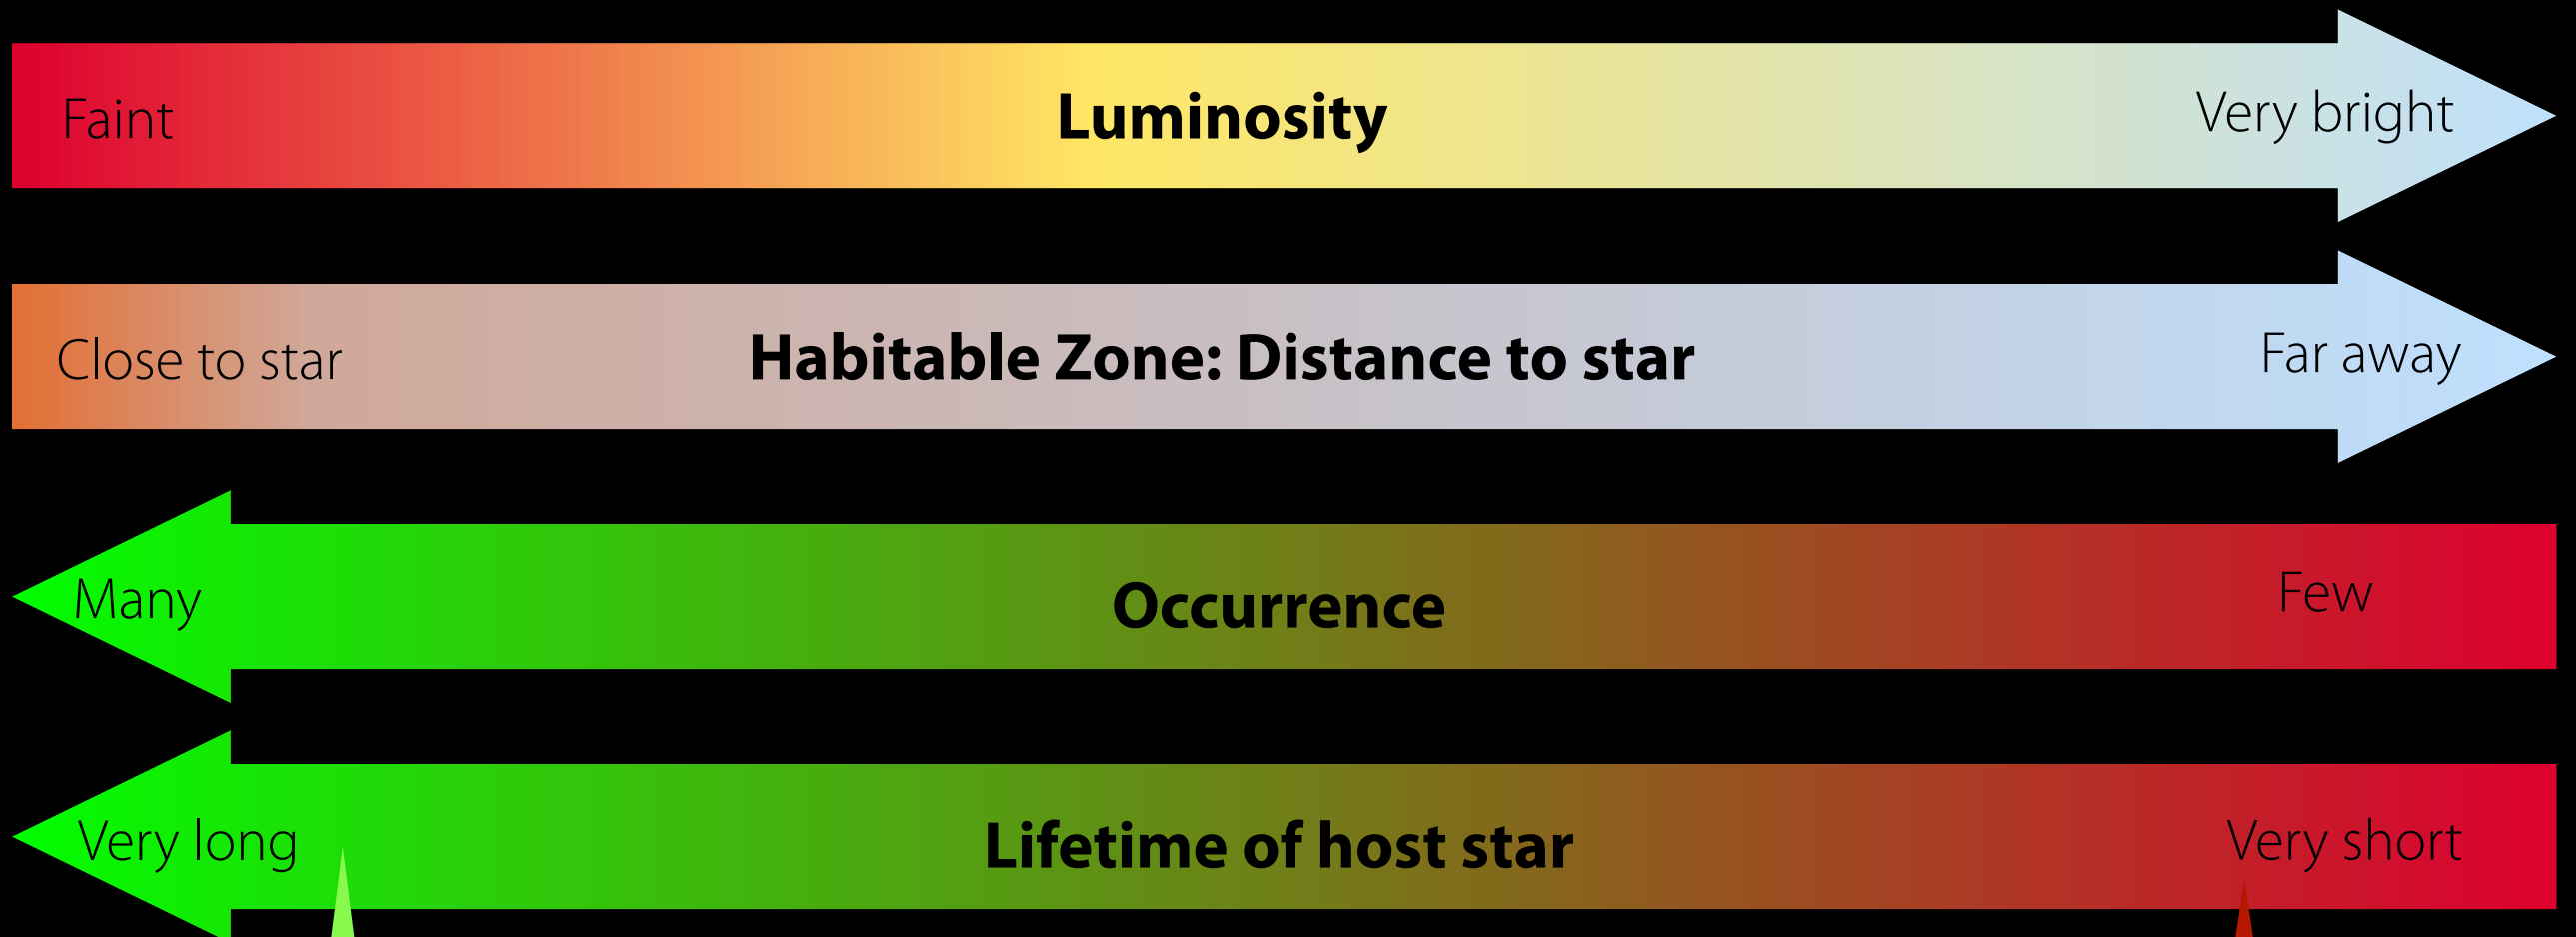 Faint Luminosity Very bright
Close to star Habitable Zone: Distance to star Far away
Many Occurrence Few
Very long Lifetime of host star Very short